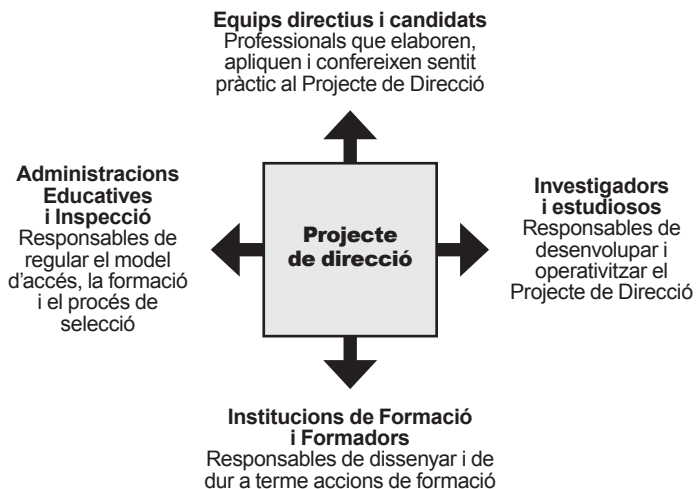 Equips directius i candidats
Professionals que elaboren,
apliquen i confereixen sentit
pràctic al Projecte de Direcció
Administracions
Educatives
i Inspecció
Responsables de
regular el model
d'accés, la formació
i el procés de
selecció
Projecte
de direcció
Investigadors
i estudiosos
Responsables de
desenvolupar i
operativitzar el
Projecte de Direcció
Institucions de Formació
i Formadors
Responsables de dissenyar i de
dur a terme accions de formació